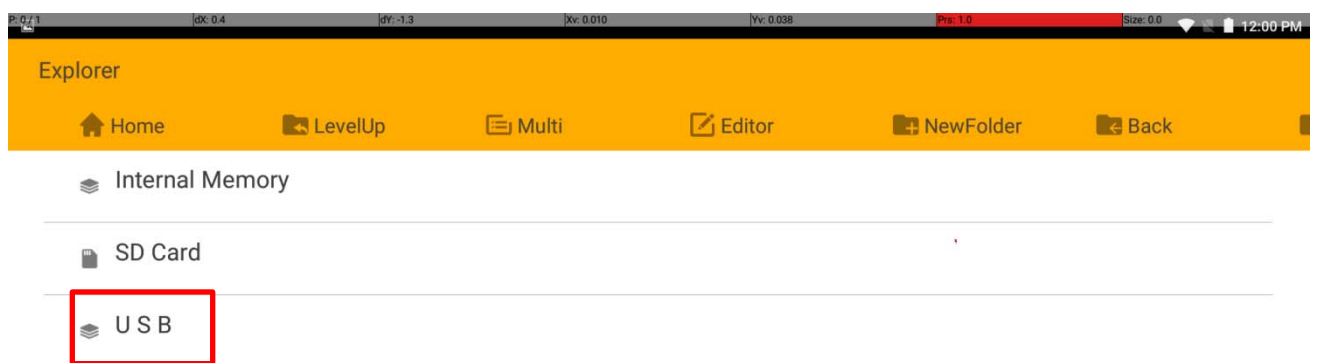 P: 0 / 1 dX: 0.4 dY: -1.3 Xv: 0.010 Yv: 0.038 Prs: 1.0 Size: 0.0 12:00 PM
Explorer
Home LevelUp Multi Editor NewFolder Back
Internal Memory
SD Card
U S B